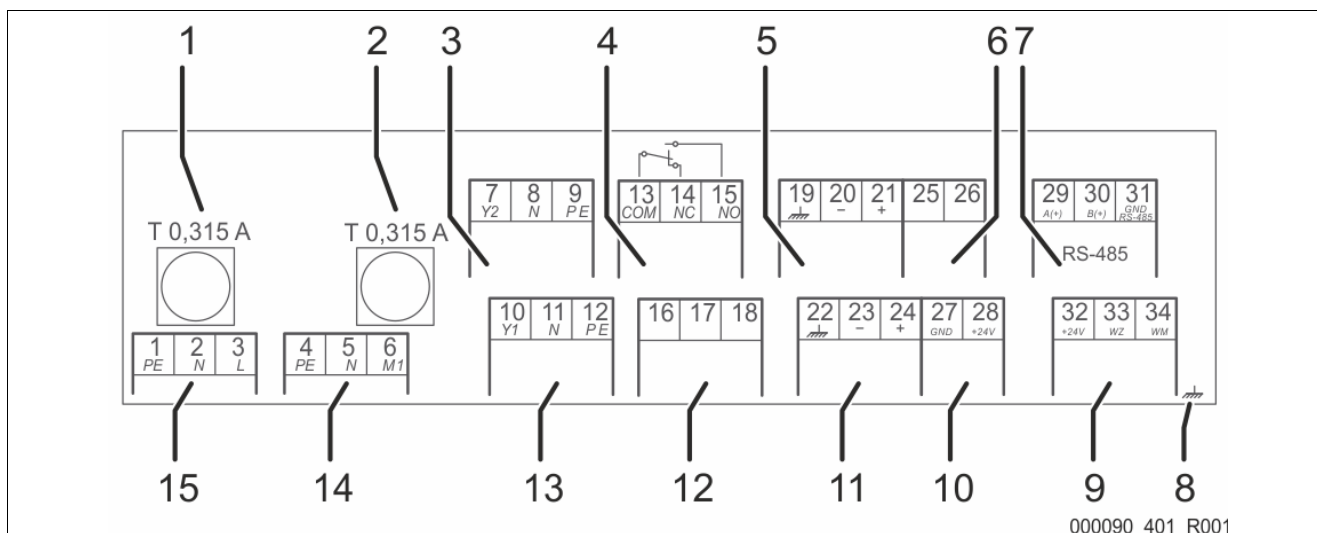 1 2 3 4 5 6 7
T 0,315 A T 0,315 A
7 8 9 13 14 15 19 20 21 25 26 29 30 31
Y2 N PE COM NC NO − + A(+) B(+) GND RS-485
RS-485
10 11 12 16 17 18 22 23 24 27 28 32 33 34
Y1 N PE − + GND +24V +24V WZ WM
1 2 3 4 5 6
PE N L PE N M1
15 14 13 12 11 10 9 8
000090_401_R001